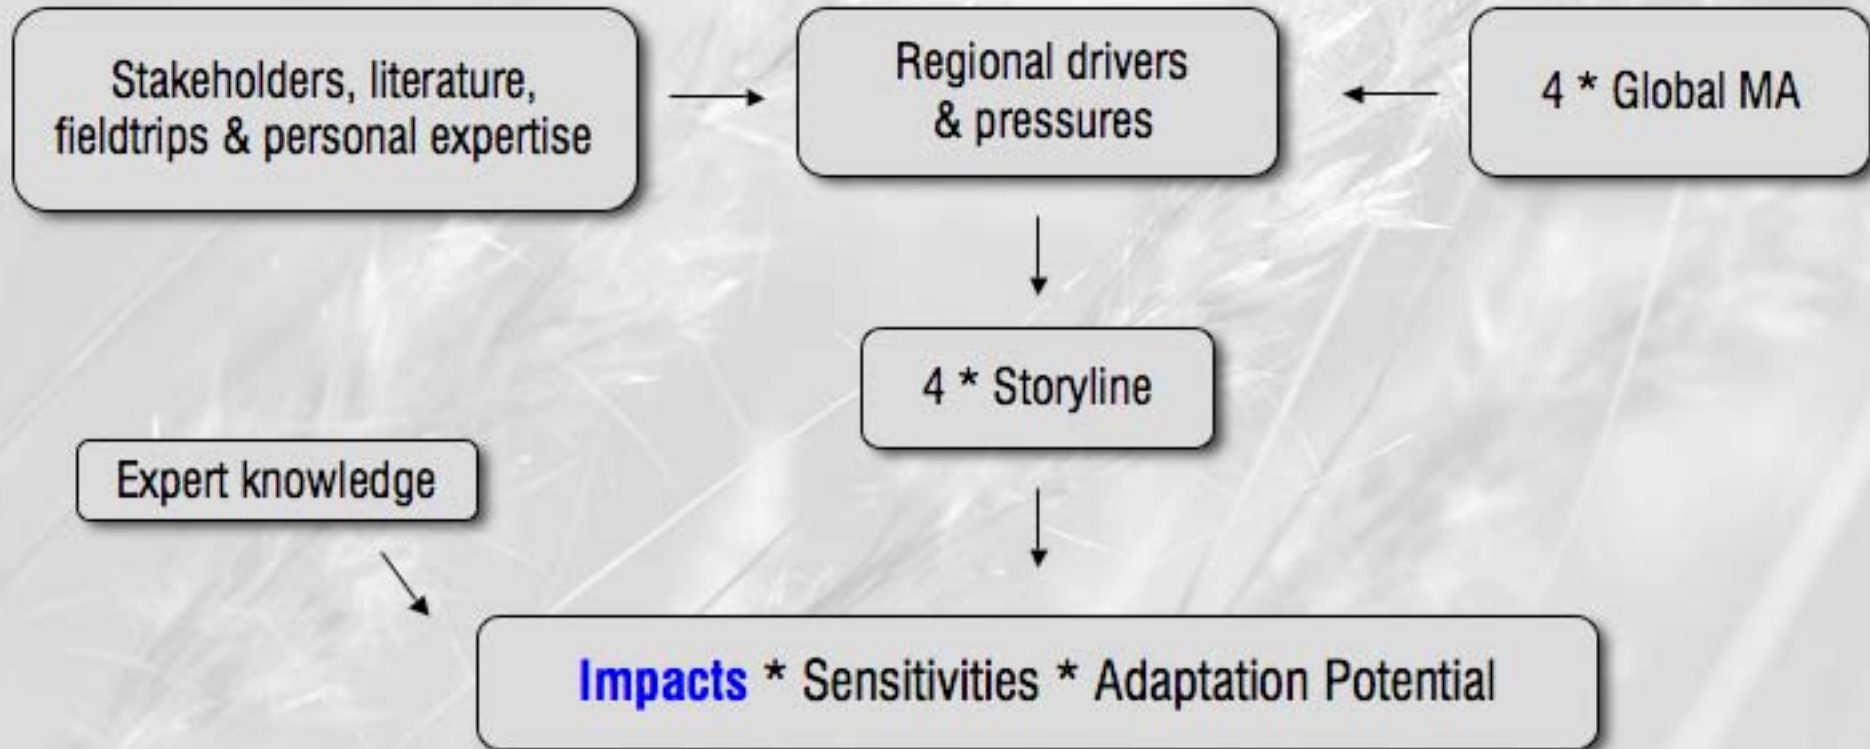 Stakeholders, literature,
fieldtrips & personal expertise
Regional drivers
& pressures
4 * Global MA
4 * Storyline
Expert knowledge
Impacts * Sensitivities * Adaptation Potential